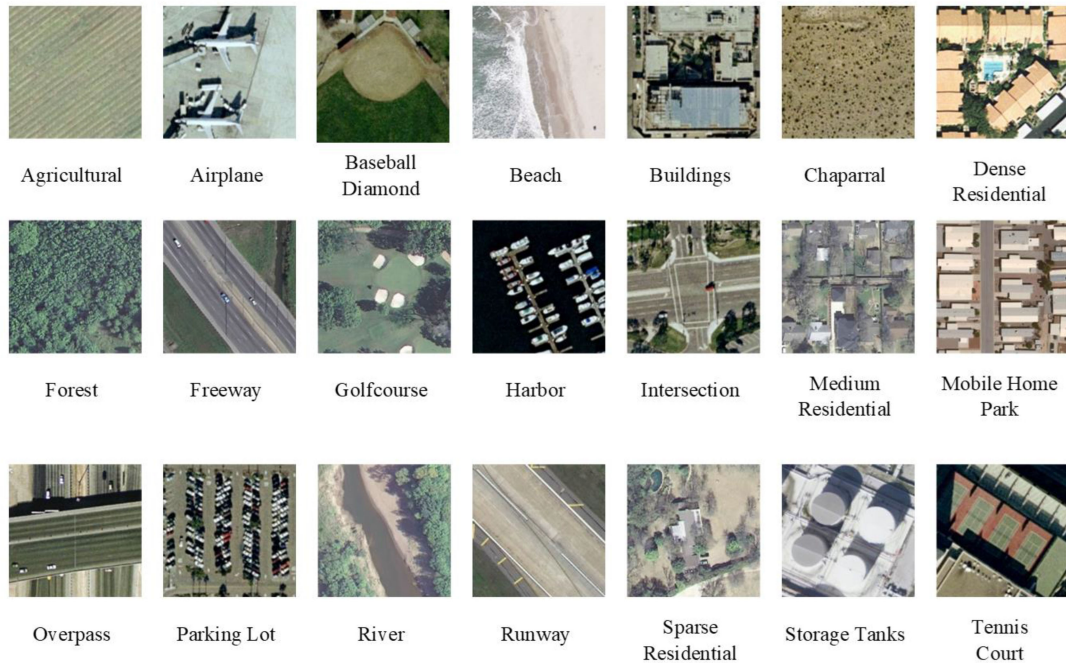 Agricultural
Airplane
Baseball
Diamond
Beach
Buildings
Chaparral
Dense
Residential
Forest
Freeway
Golfcourse
Harbor
Intersection
Medium
Residential
Mobile Home
Park
Overpass
Parking Lot
River
Runway
Sparse
Residential
Storage Tanks
Tennis
Court